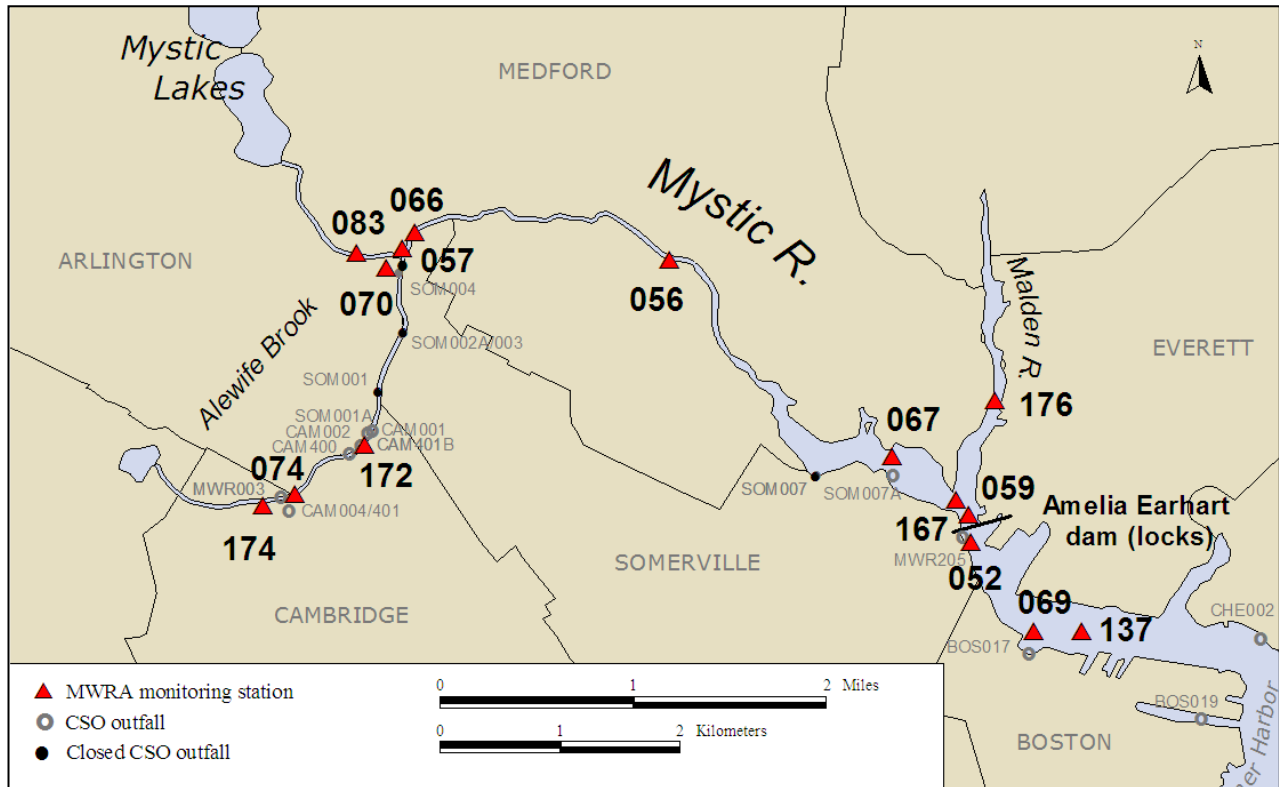 Mystic
Lakes
MEDFORD
N
Mystic R.
066
083
ARLINGTON
057
SOM004
070
056
Malden R.
SOM002A/003
EVERETT
Alewife Brook
SOM001
176
SOM001A
CAM001
CAM002
067
CAM400
CAM401B
172
074
MWR003
SOM007
SOM007A
059
CAM004/401
Amelia Earhart
dam (locks)
174
167
MWR205
SOMERVILLE
052
CAMBRIDGE
069
137
CHE002
BOS017
BOS019
BOSTON
er Harbor
MWRA monitoring station
CSO outfall
Closed CSO outfall
0 1 2 Miles
0 1 2 Kilometers